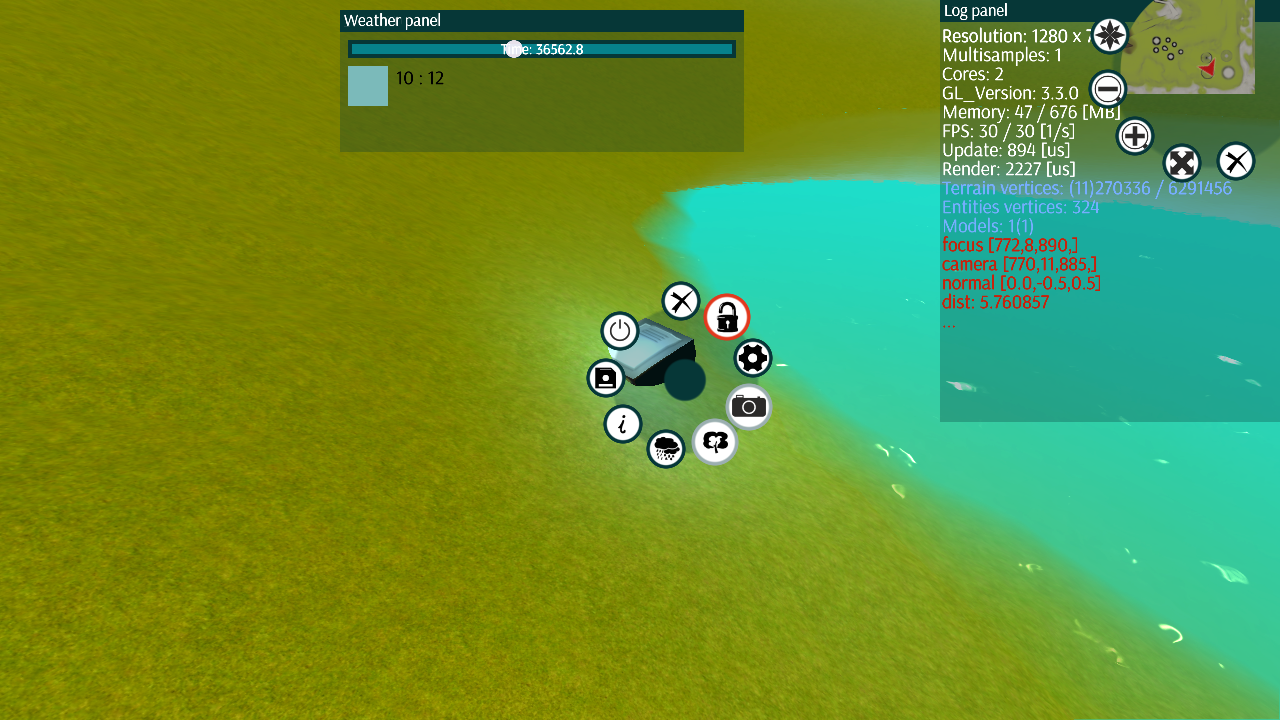 Weather panel
Time: 36562.8
10 : 12
Log panel
Resolution: 1280 x 7
Multisamples: 1
Cores: 2
GL_Version: 3.3.0
Memory: 47 / 676 [MB]
FPS: 30 / 30 [1/s]
Update: 894 [us]
Render: 2227 [us]
Terrain vertices: (11)270336 / 6291456
Entities vertices: 324
Models: 1(1)
focus [772,8,890,]
camera [770,11,885,]
normal [0.0,-0.5,0.5]
dist: 5.760857
...
i